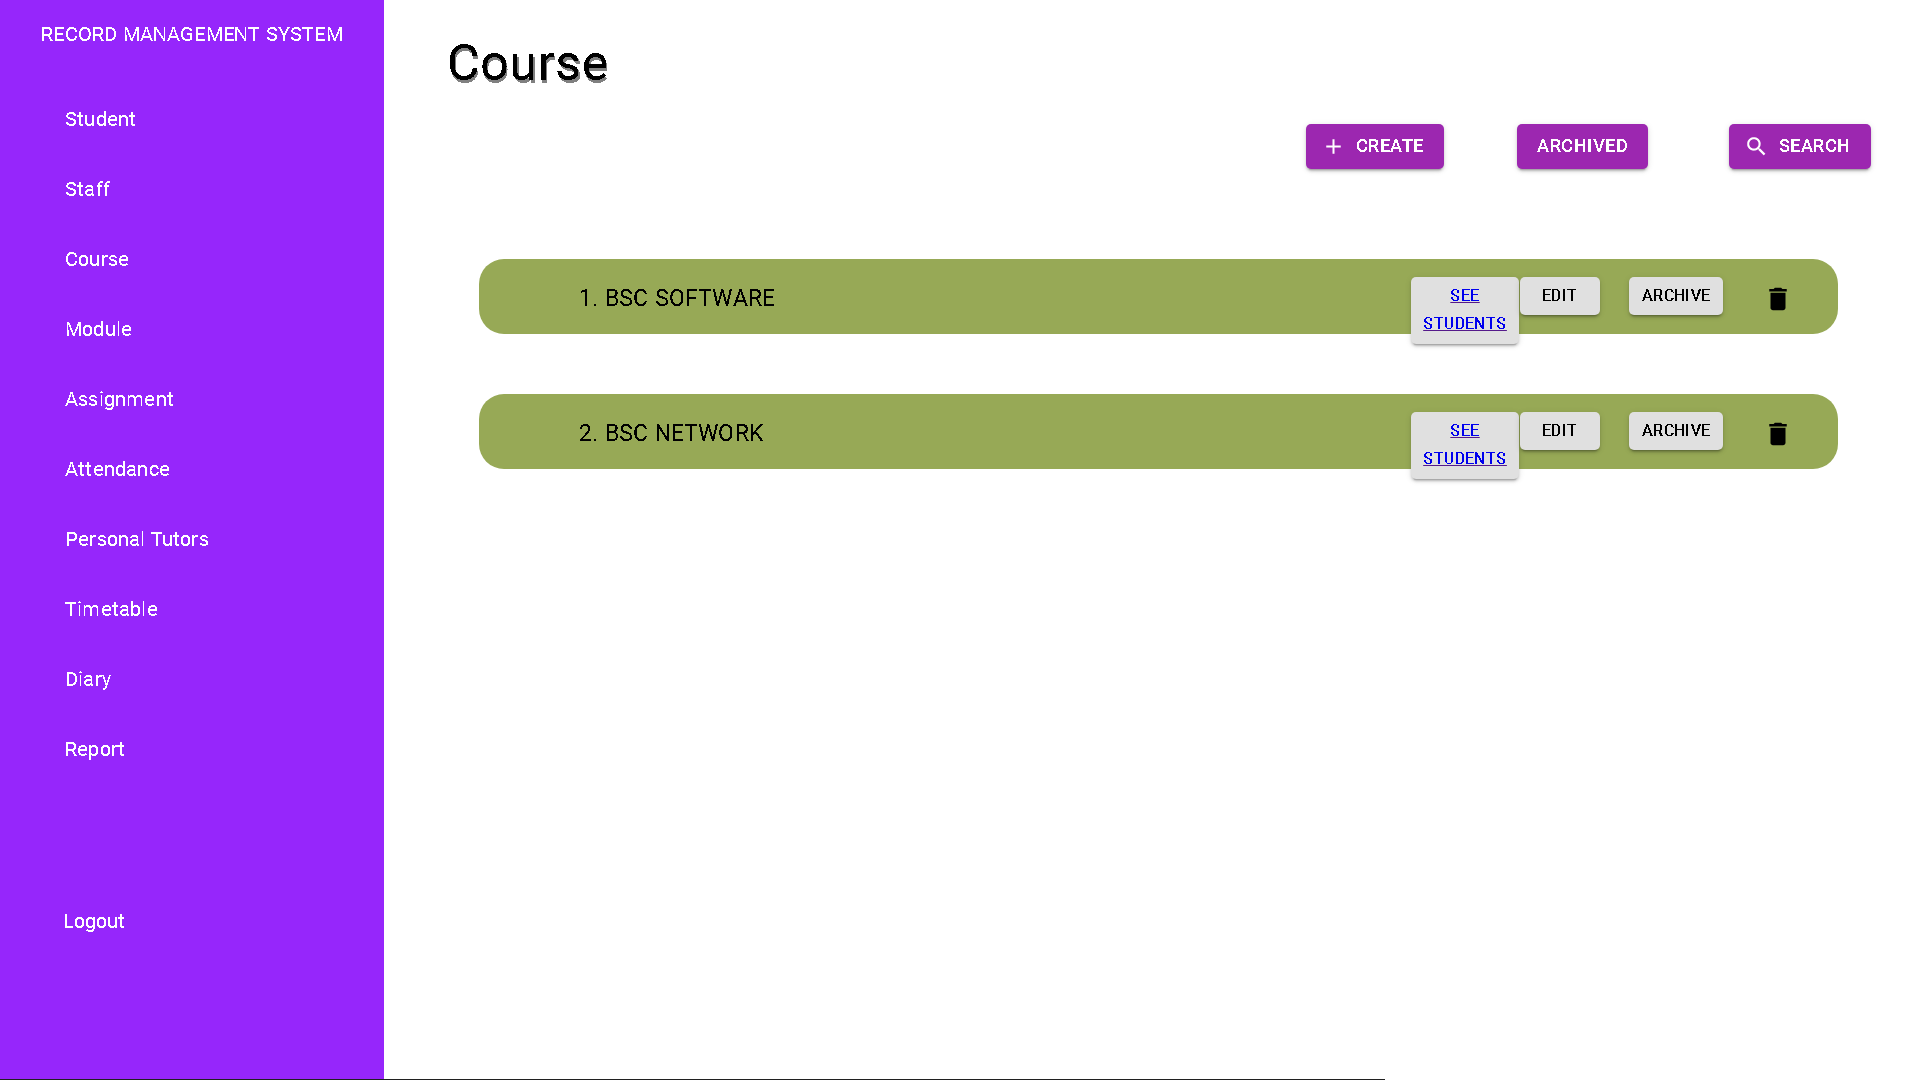 RECORD MANAGEMENT SYSTEM
Student
Staff
Course
Module
Assignment
Attendance
Personal Tutors
Timetable
Diary
Report
Logout
Course
CREATE
ARCHIVED
SEARCH
1. BSC SOFTWARE
SEE
STUDENTS
EDIT
ARCHIVE
2. BSC NETWORK
SEE
STUDENTS
EDIT
ARCHIVE